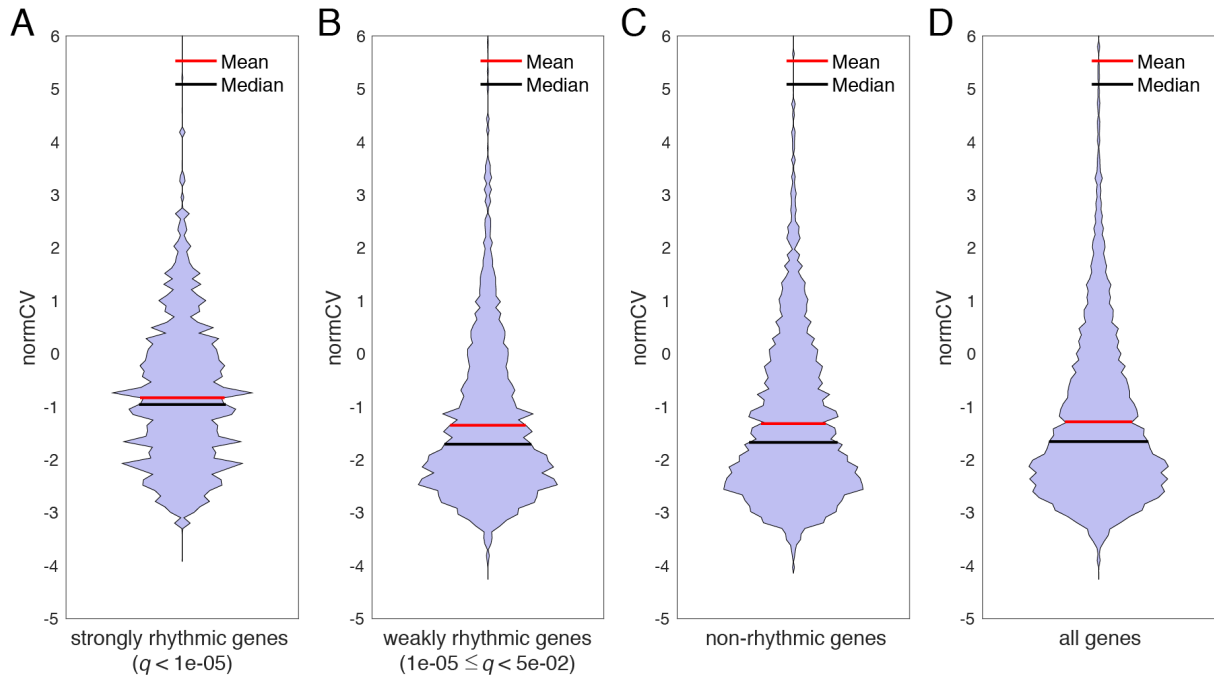 A
B
C
D
6
5
4
3
2
1
0
-1
-2
-3
-4
-5
normCV
Mean
Median
strongly rhythmic genes
(q < 1e-05)
6
5
4
3
2
1
0
-1
-2
-3
-4
-5
normCV
Mean
Median
weakly rhythmic genes
(1e-05 ≤ q < 5e-02)
6
5
4
3
2
1
0
-1
-2
-3
-4
-5
normCV
Mean
Median
non-rhythmic genes
6
5
4
3
2
1
0
-1
-2
-3
-4
-5
normCV
Mean
Median
all genes